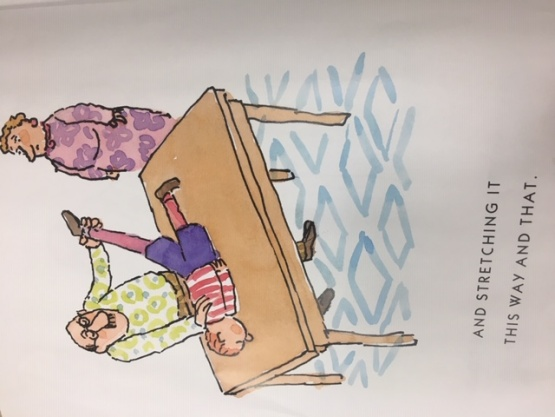 AND STRETCHING IT
THIS WAY AND THAT.